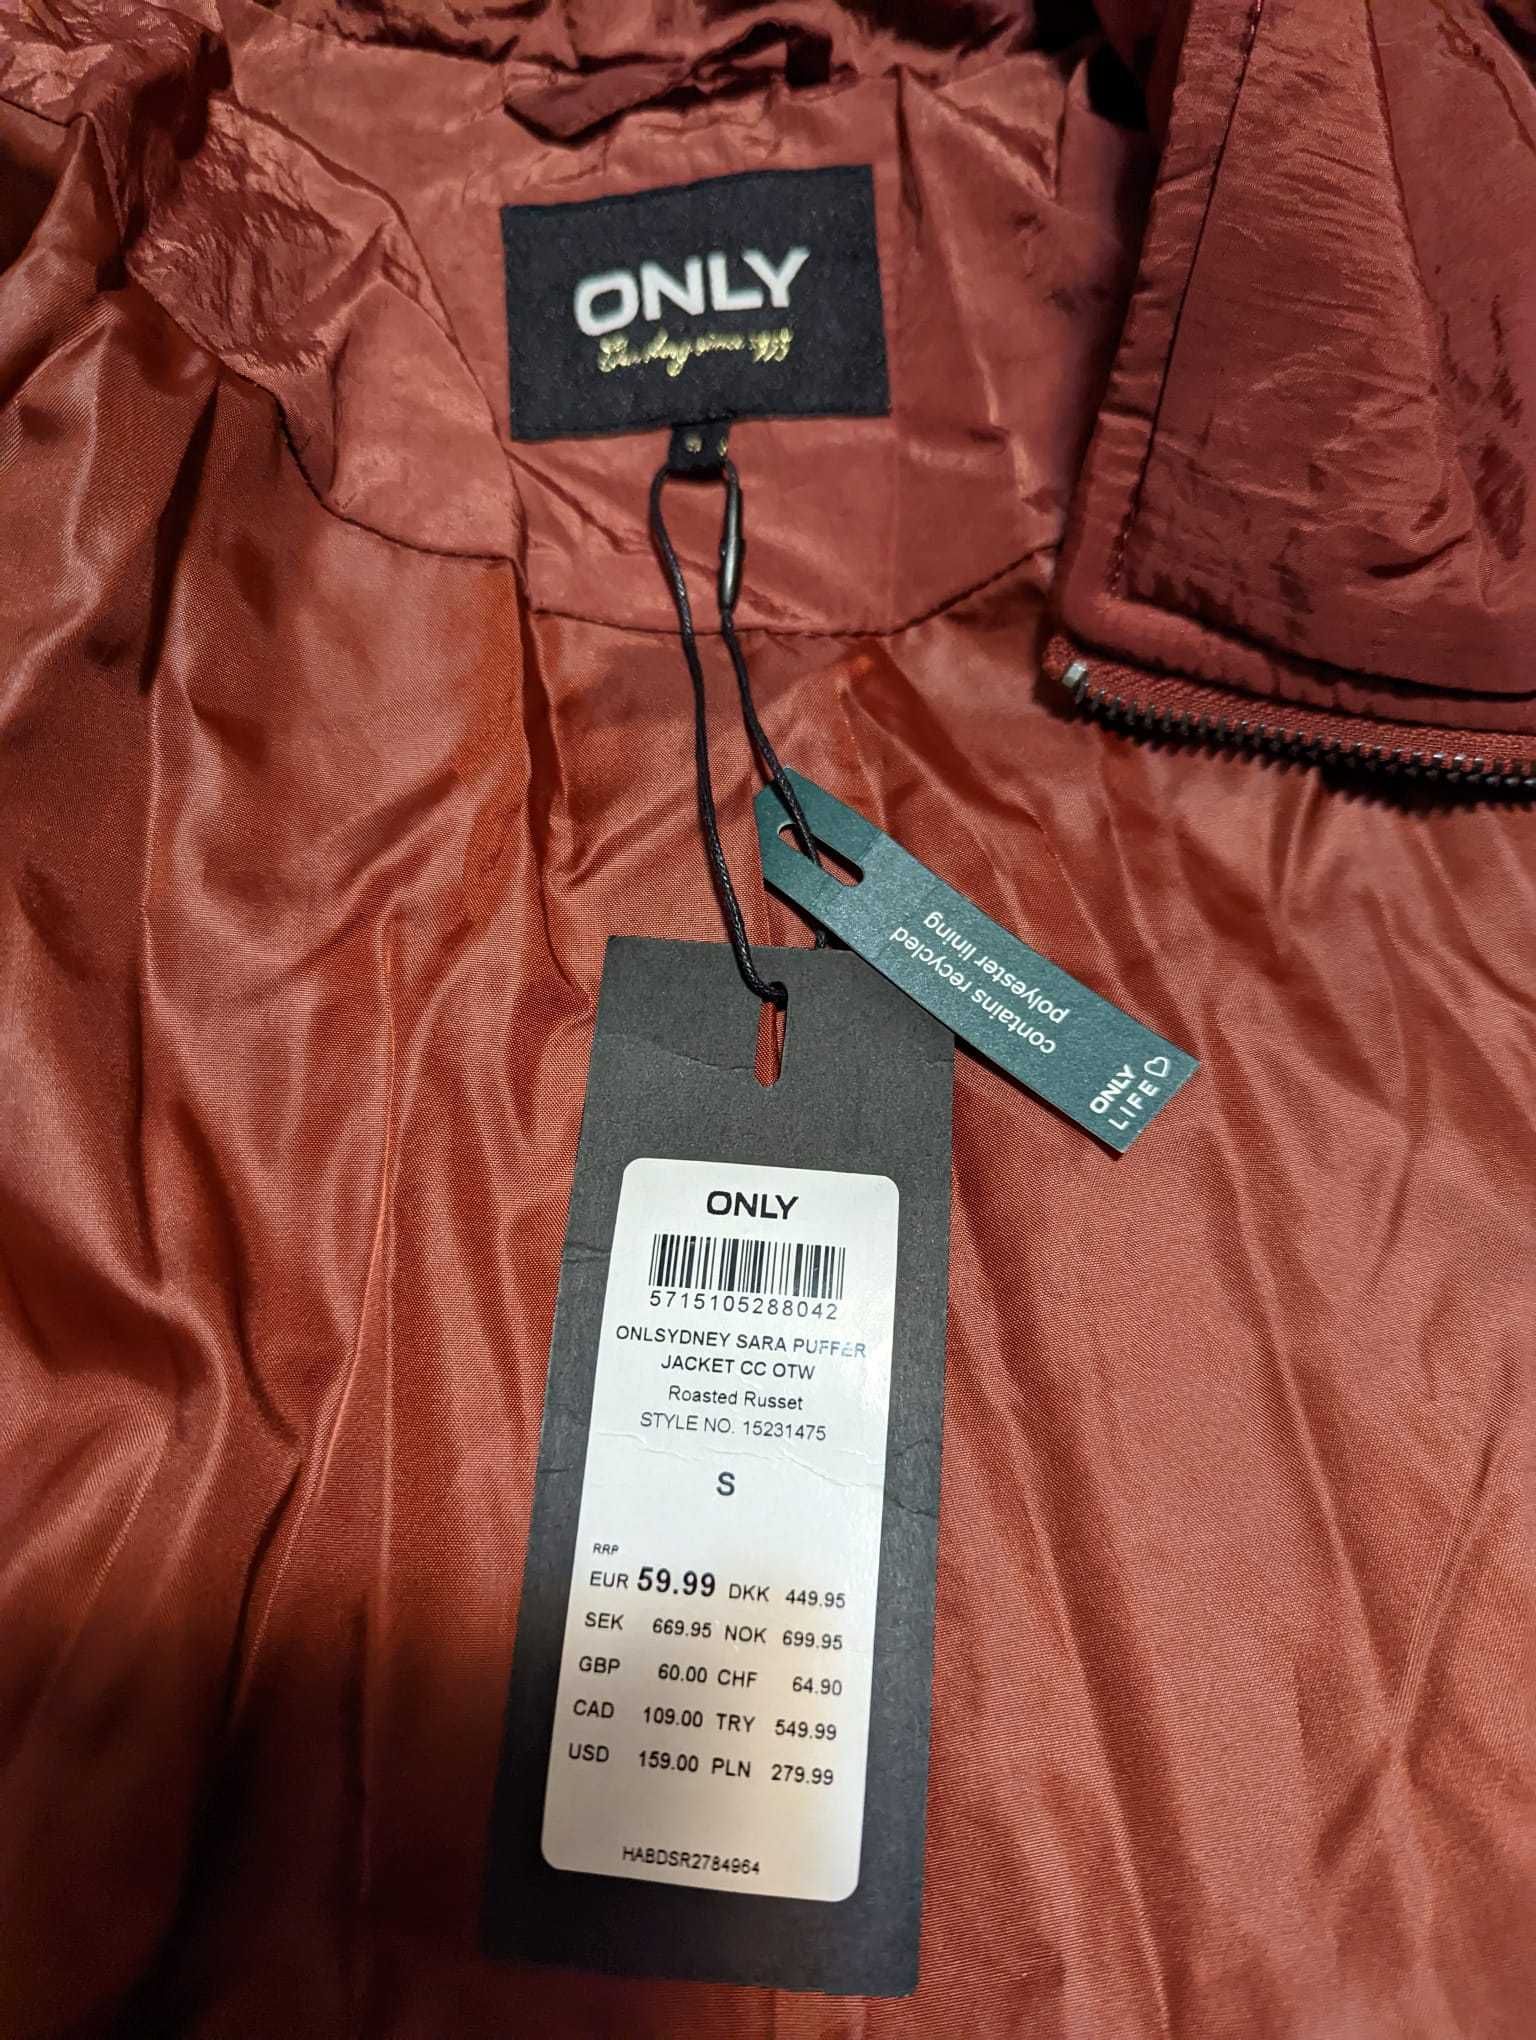 ONLY
since 1959
S
contains recycled
polyester lining
ONLY
LIFE
ONLY
5715105288042
ONLSYDNEY SARA PUFFER
JACKET CC OTW
Roasted Russet
STYLE NO. 15231475
S
RRP
EUR 59.99 DKK 449.95
SEK 669.95 NOK 699.95
GBP 60.00 CHF 64.90
CAD 109.00 TRY 549.99
USD 159.00 PLN 279.99
HABDSR2784964